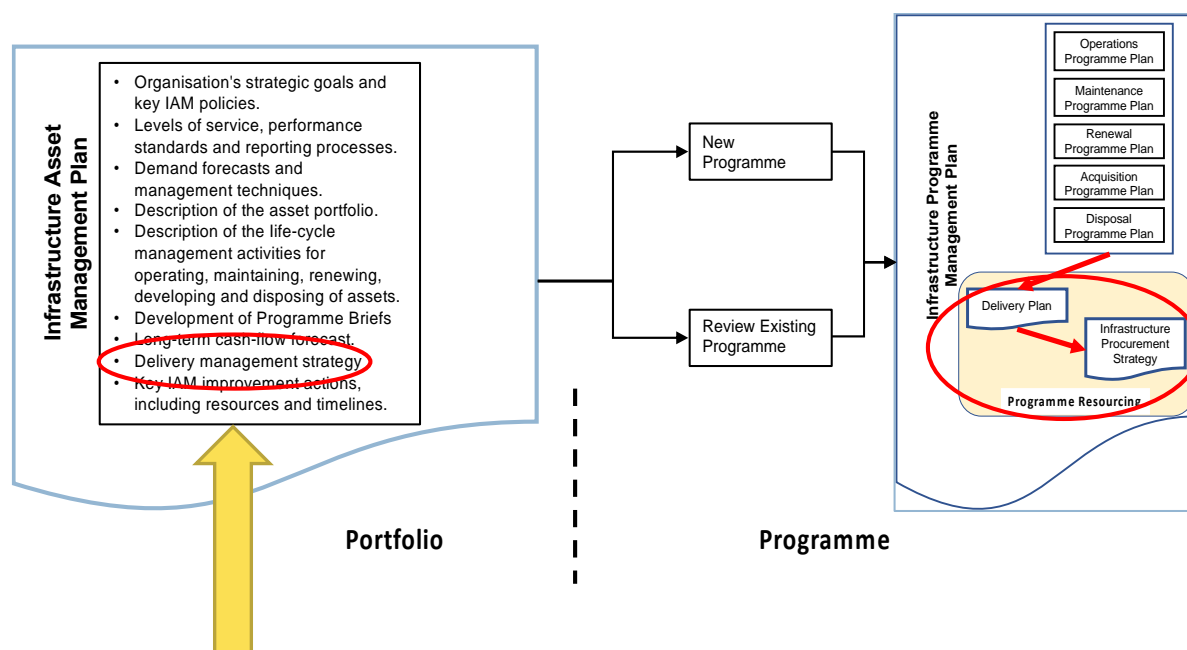 Infrastructure Asset
Management Plan
• Organisation's strategic goals and
key IAM policies.
• Levels of service, performance
standards and reporting processes.
• Demand forecasts and
management techniques.
• Description of the asset portfolio.
• Description of the life-cycle
management activities for
operating, maintaining, renewing,
developing and disposing of assets.
• Development of Programme Briefs
• Long-term cash-flow forecast.
• Delivery management strategy
• Key IAM improvement actions,
including resources and timelines.
Portfolio
New
Programme
Review Existing
Programme
Programme
Infrastructure Programme
Management Plan
Operations
Programme Plan
Maintenance
Programme Plan
Renewal
Programme Plan
Acquisition
Programme Plan
Disposal
Programme Plan
Delivery Plan
Infrastructure
Procurement
Strategy
Programme Resourcing